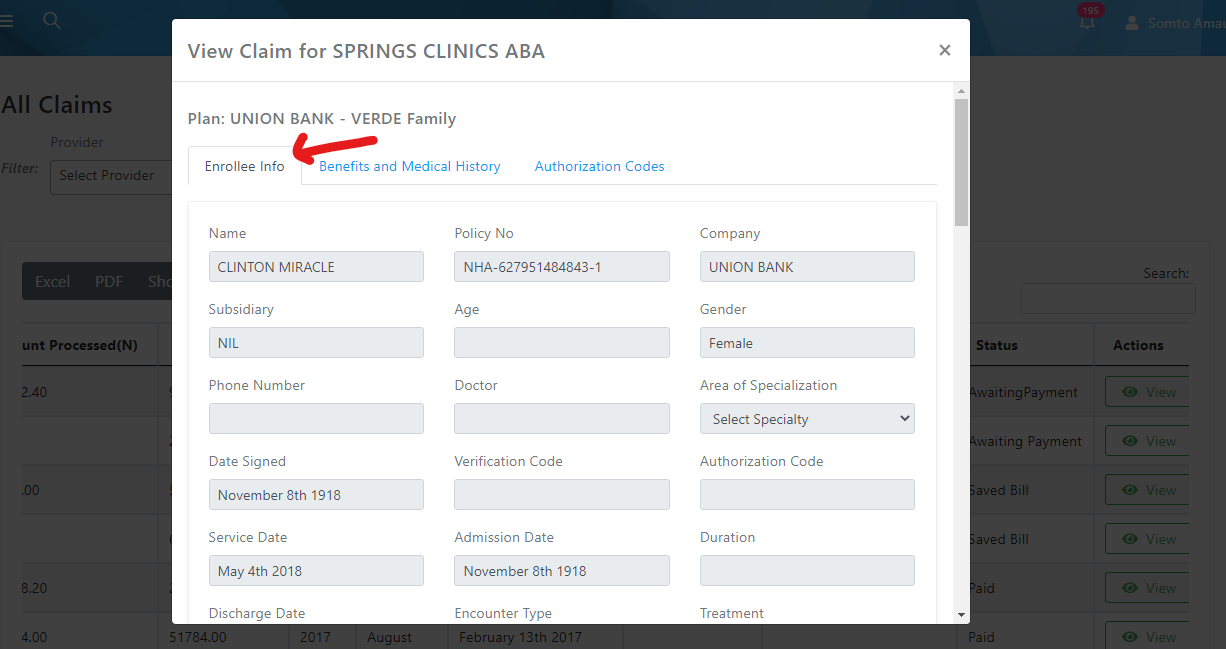 195
Somto Amau
View Claim for SPRINGS CLINICS ABA
×
All Claims
Plan: UNION BANK - VERDE Family
Provider
Filter:
Select Provider
Enrollee Info
Benefits and Medical History
Authorization Codes
Name
Policy No
Company
CLINTON MIRACLE
NHA-627951484843-1
UNION BANK
Excel
PDF
Sho
Search:
Subsidiary
Age
Gender
NIL
Female
unt Processed(N)
Status
Actions
Phone Number
Doctor
Area of Specialization
2.40
AwaitingPayment
View
Select Specialty
Awaiting Payment
View
Date Signed
Verification Code
Authorization Code
.00
November 8th 1918
Saved Bill
View
Service Date
Admission Date
Duration
Saved Bill
View
May 4th 2018
November 8th 1918
8.20
Paid
View
Discharge Date
Encounter Type
Treatment
4.00
51784.00
2017
August
February 13th 2017
Paid
View